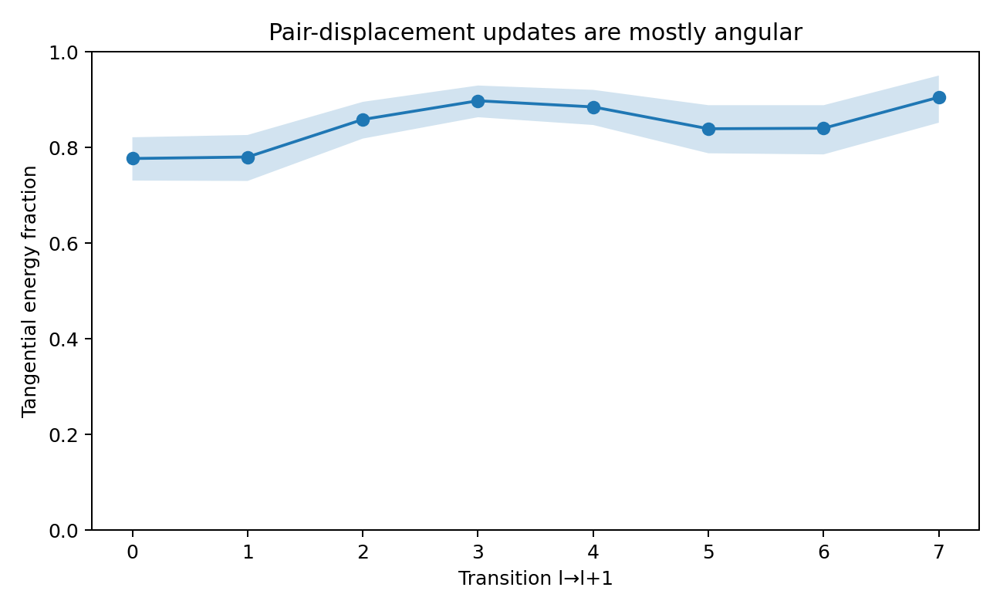 Pair-displacement updates are mostly angular
Tangential energy fraction
1.0
0.8
0.6
0.4
0.2
0.0
0 1 2 3 4 5 6 7
Transition l→l+1